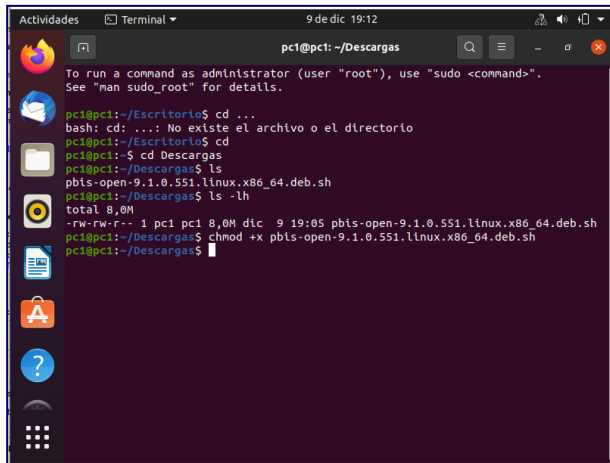 Actividades Terminal 9 de dic 19:12
pc1@pc1: ~/Descargas
To run a command as administrator (user "root"), use "sudo <command>".
See "man sudo_root" for details.
pc1@pc1:~/Escritorio$ cd ...
bash: cd: ...: No existe el archivo o el directorio
pc1@pc1:~/Escritorio$ cd
pc1@pc1:~$ cd Descargas
pc1@pc1:~/Descargas$ ls
pbis-open-9.1.0.551.linux.x86_64.deb.sh
pc1@pc1:~/Descargas$ ls -lh
total 8,0M
-rw-rw-r-- 1 pc1 pc1 8,0M dic  9 19:05 pbis-open-9.1.0.551.linux.x86_64.deb.sh
pc1@pc1:~/Descargas$ chmod +x pbis-open-9.1.0.551.linux.x86_64.deb.sh
pc1@pc1:~/Descargas$